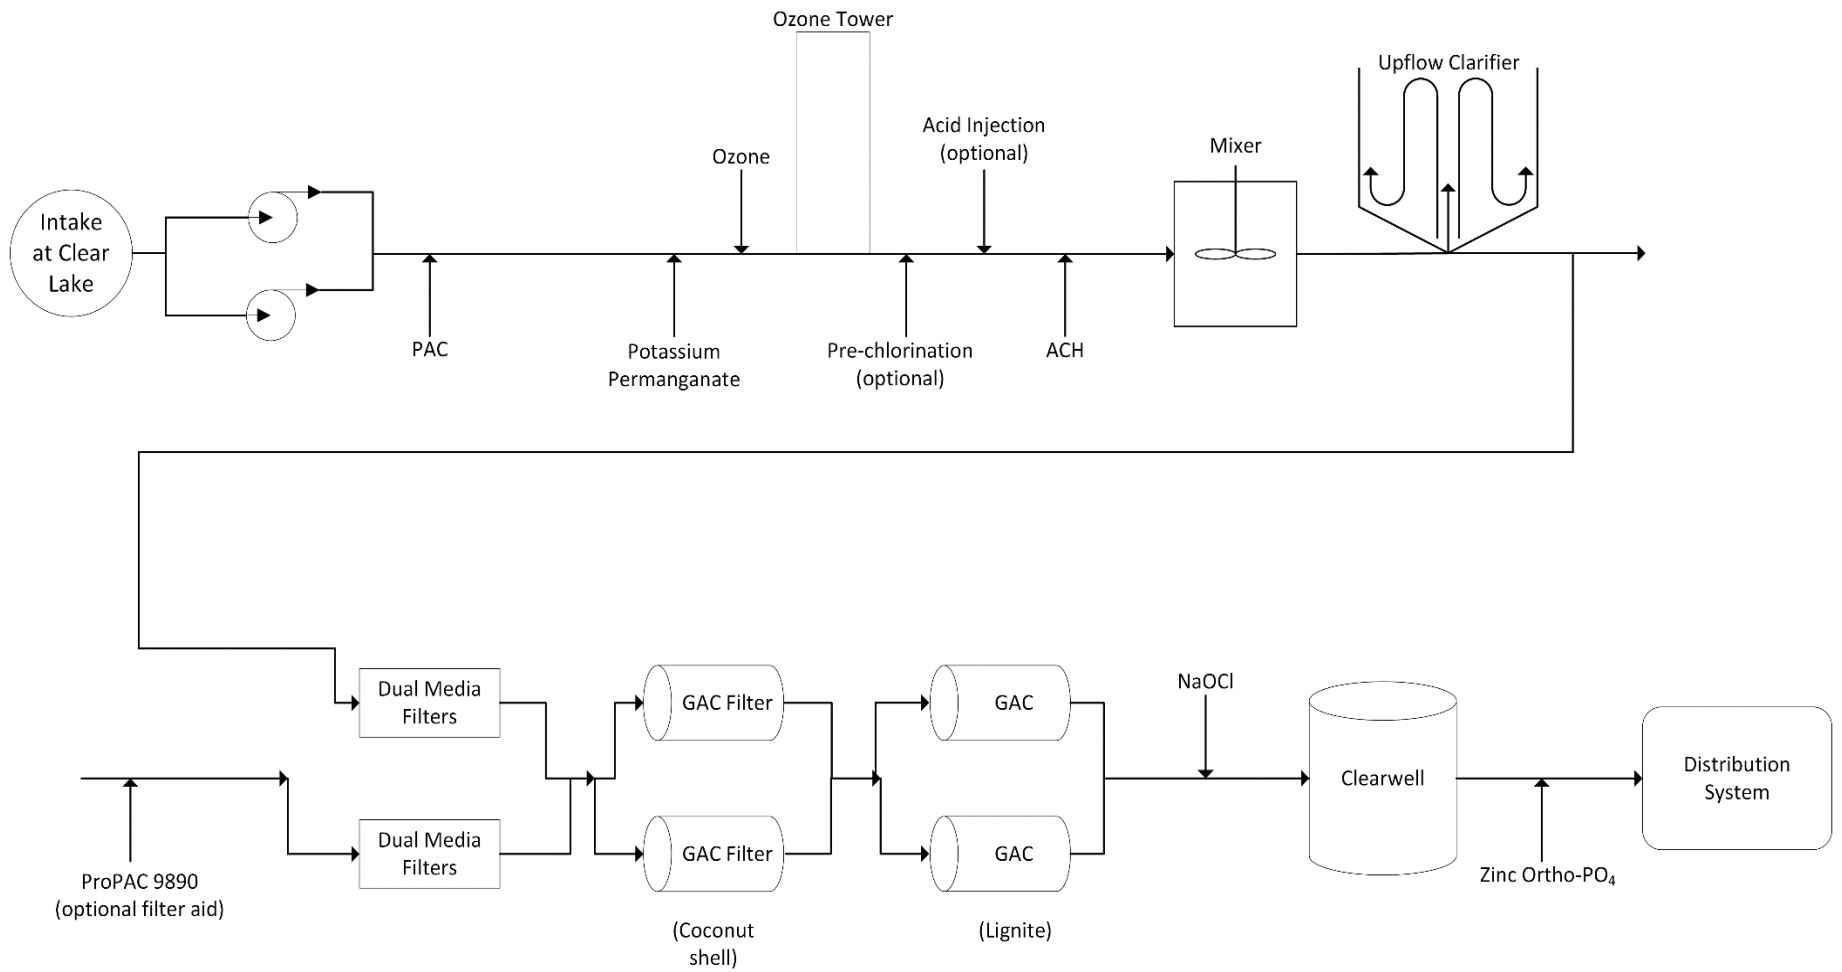 Ozone Tower
Upflow Clarifier
Acid Injection
(optional)
Mixer
Ozone
Intake
at Clear
Lake
PAC
Potassium
Permanganate
Pre-chlorination
(optional)
ACH
Dual Media
Filters
GAC Filter
GAC
NaOCl
Clearwell
Distribution
System
Dual Media
Filters
GAC Filter
GAC
ProPAC 9890
(optional filter aid)
Zinc Ortho-PO₄
(Coconut
shell)
(Lignite)